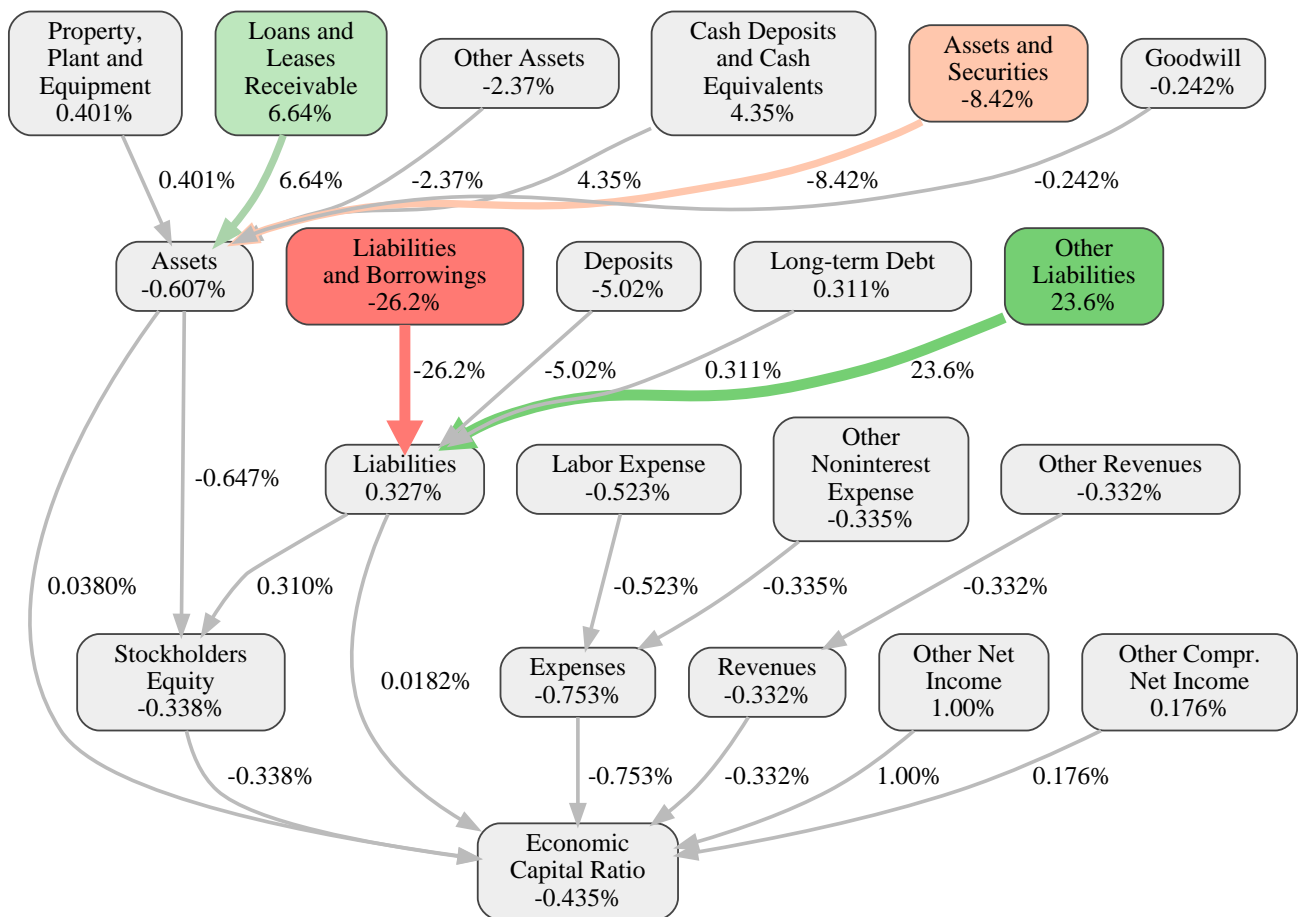 Property,
Plant and
Equipment
0.401%
Loans and
Leases
Receivable
6.64%
Other Assets
-2.37%
Cash Deposits
and Cash
Equivalents
4.35%
Assets and
Securities
-8.42%
Goodwill
-0.242%
0.401%
6.64%
-2.37%
4.35%
-8.42%
-0.242%
Assets
-0.607%
Liabilities
and Borrowings
-26.2%
Deposits
-5.02%
Long-term Debt
0.311%
Other
Liabilities
23.6%
-26.2%
-5.02%
0.311%
23.6%
-0.647%
Liabilities
0.327%
Labor Expense
-0.523%
Other
Noninterest
Expense
-0.335%
Other Revenues
-0.332%
0.0380%
0.310%
-0.523%
-0.335%
-0.332%
Stockholders
Equity
-0.338%
0.0182%
Expenses
-0.753%
Revenues
-0.332%
Other Net
Income
1.00%
Other Compr.
Net Income
0.176%
-0.338%
-0.753%
-0.332%
1.00%
0.176%
Economic
Capital Ratio
-0.435%